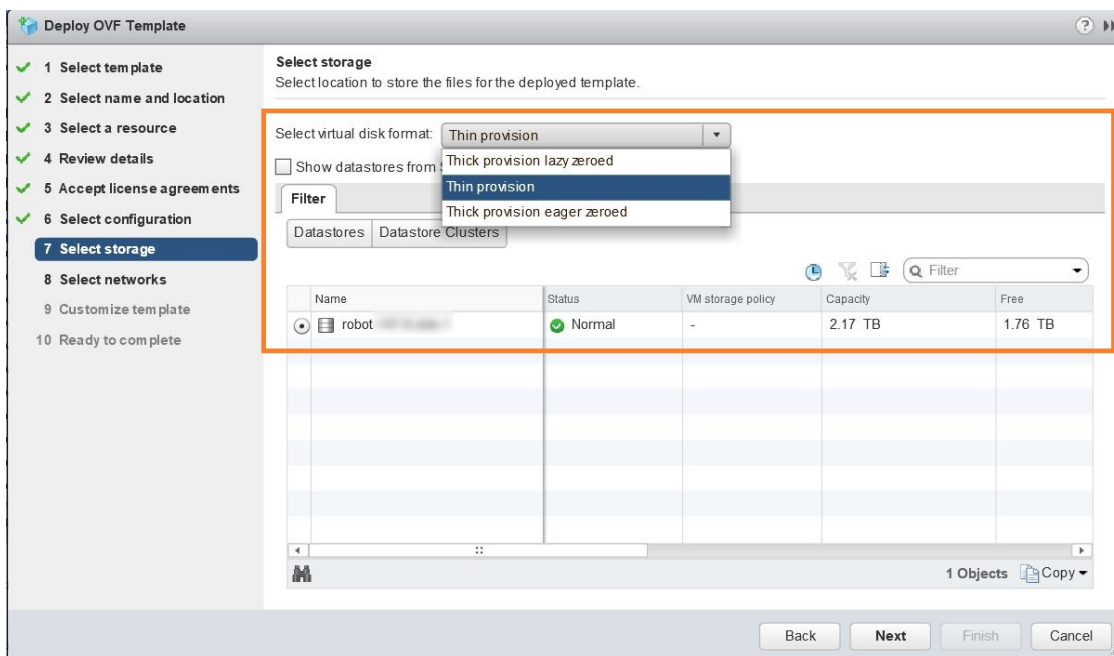 Deploy OVF Template
1 Select template
2 Select name and location
3 Select a resource
4 Review details
5 Accept license agreements
6 Select configuration
7 Select storage
8 Select networks
9 Customize template
10 Ready to complete
Select storage
Select location to store the files for the deployed template.
Select virtual disk format: Thin provision
Thick provision lazy zeroed
Show datastores from
Thin provision
Filter
Thick provision eager zeroed
Datastores Datastore Clusters
Filter
Name Status VM storage policy Capacity Free
robot Normal - 2.17 TB 1.76 TB
1 Objects Copy
Back Next Finish Cancel